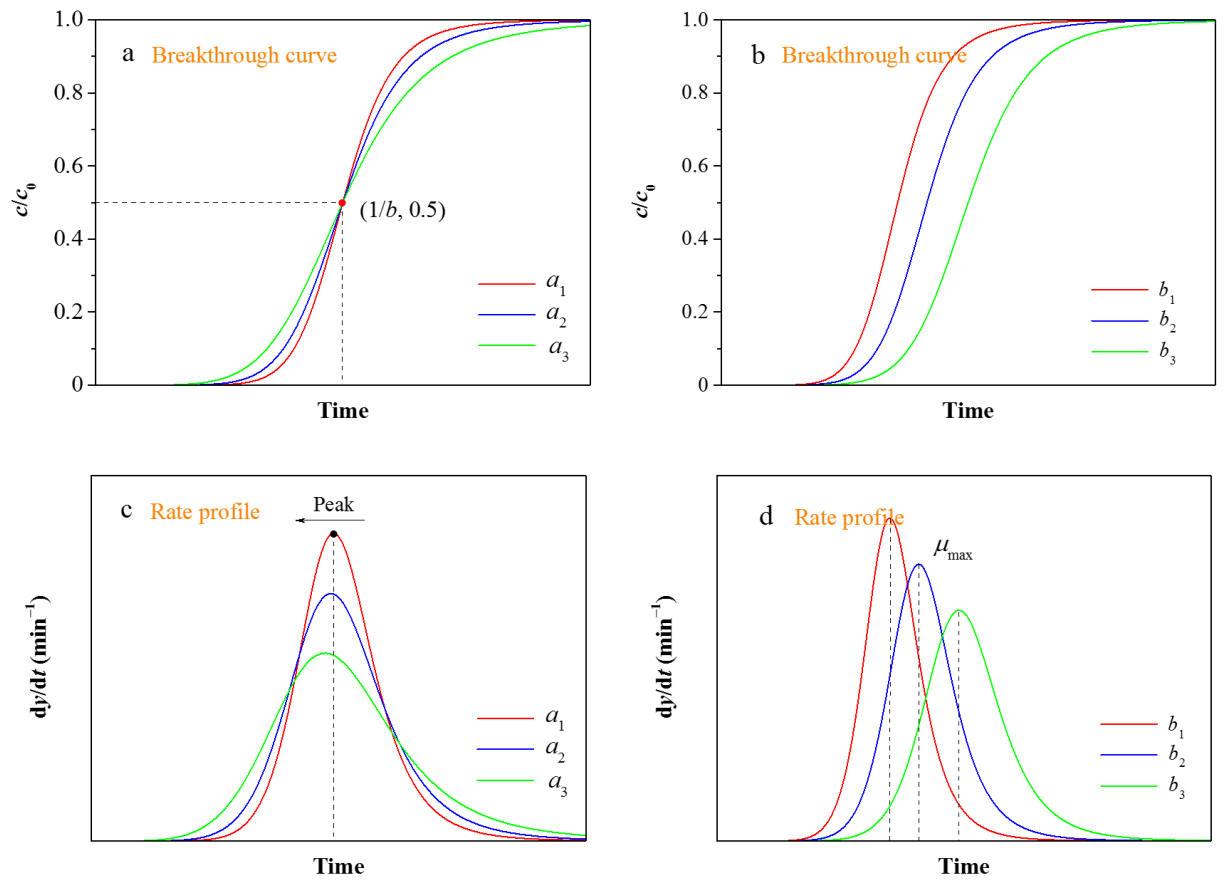 a Breakthrough curve
1.0
0.8
0.6
0.4
0.2
0
c/c₀
(1/b, 0.5)
a₁
a₂
a₃
Time
b Breakthrough curve
1.0
0.8
0.6
0.4
0.2
0
c/c₀
b₁
b₂
b₃
Time
c Rate profile
Peak
dy/dt (min⁻¹)
a₁
a₂
a₃
Time
d Rate profile
μmax
dy/dt (min⁻¹)
b₁
b₂
b₃
Time